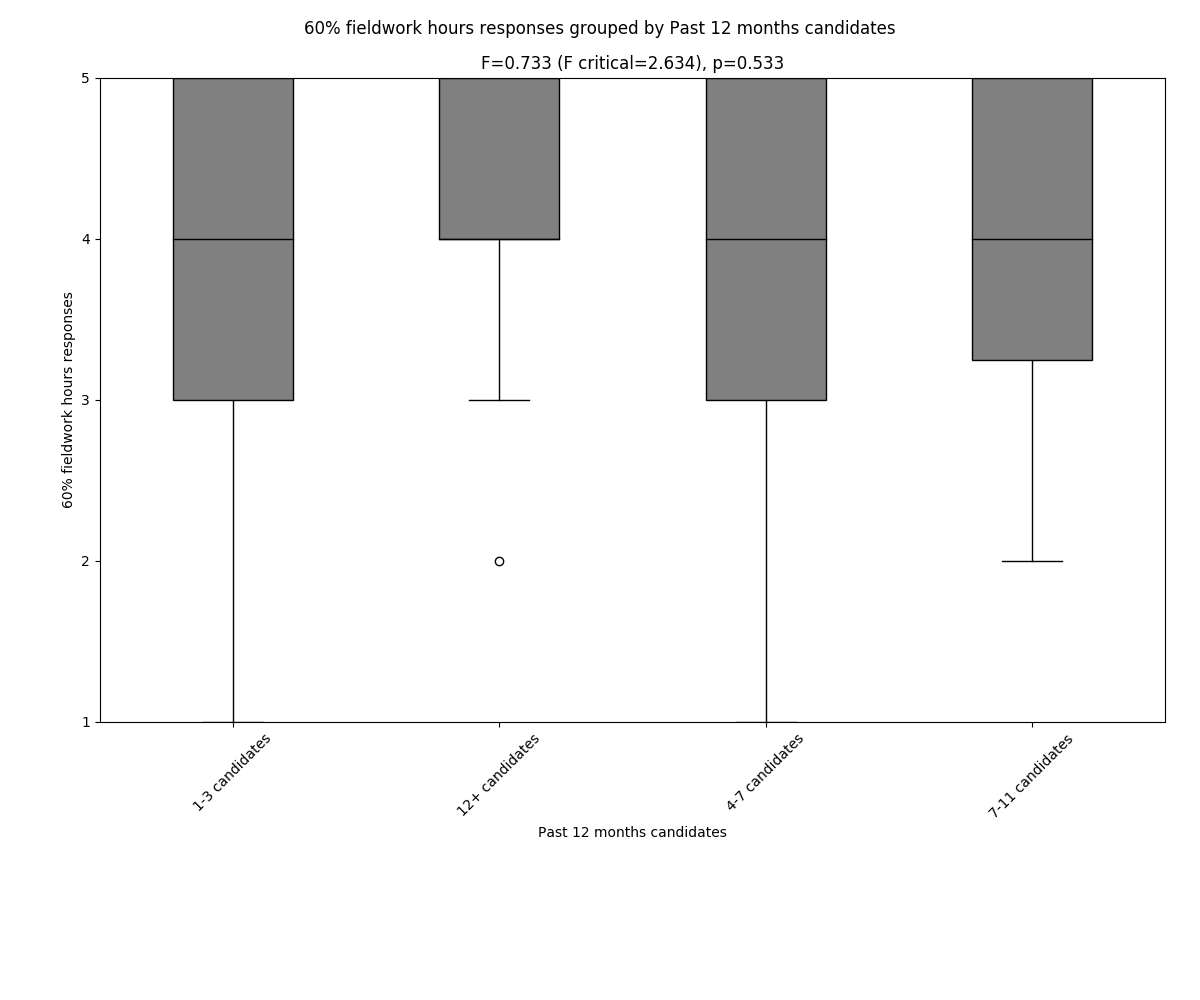 60% fieldwork hours responses grouped by Past 12 months candidates
F=0.733 (F critical=2.634), p=0.533
5
4
3
2
1
60% fieldwork hours responses
1-3 candidates
12+ candidates
4-7 candidates
7-11 candidates
Past 12 months candidates